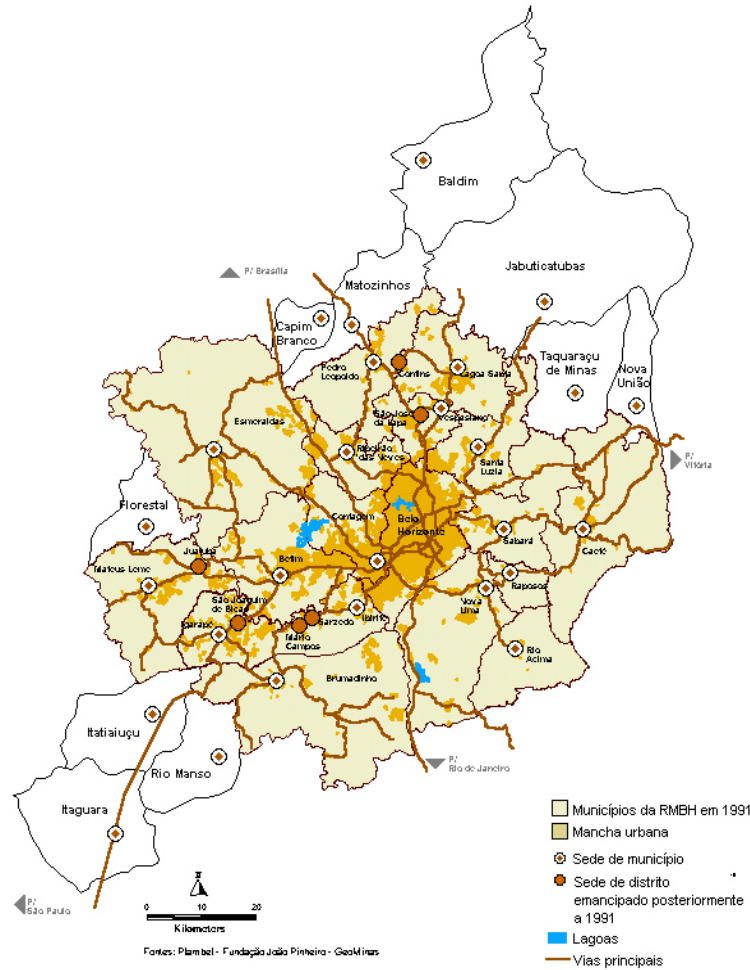 Baldim
P/ Brasília
Jabuticatubas
Matozinhos
Capim
Branco
Taquaraçu
de Minas
Nova
União
Pedro
Leopoldo
Confins
Lagoa Santa
Esmeraldas
São José
da Lapa
Vespasiano
Ribeirão
das Neves
Santa
Luzia
P/
Vitória
Florestal
Contagem
Belo
Horizonte
Sabará
Caeté
Juatuba
Betim
Mateus Leme
Raposos
São Joaquim
de Bicas
Nova
Lima
Igarapé
Sarzedo
Ibirité
Mário
Campos
Rio
Acima
Brumadinho
Itatiaiuçu
Rio Manso
P/
Rio de Janeiro
Itaguara
P/
São Paulo
N
0 10 20
Kilometers
Fontes: Plambel - Fundação João Pinheiro - GeoMinas
Municípios da RMBH em 1991
Mancha urbana
Sede de município
Sede de distrito
emancipado posteriormente
a 1991
Lagoas
Vias principais